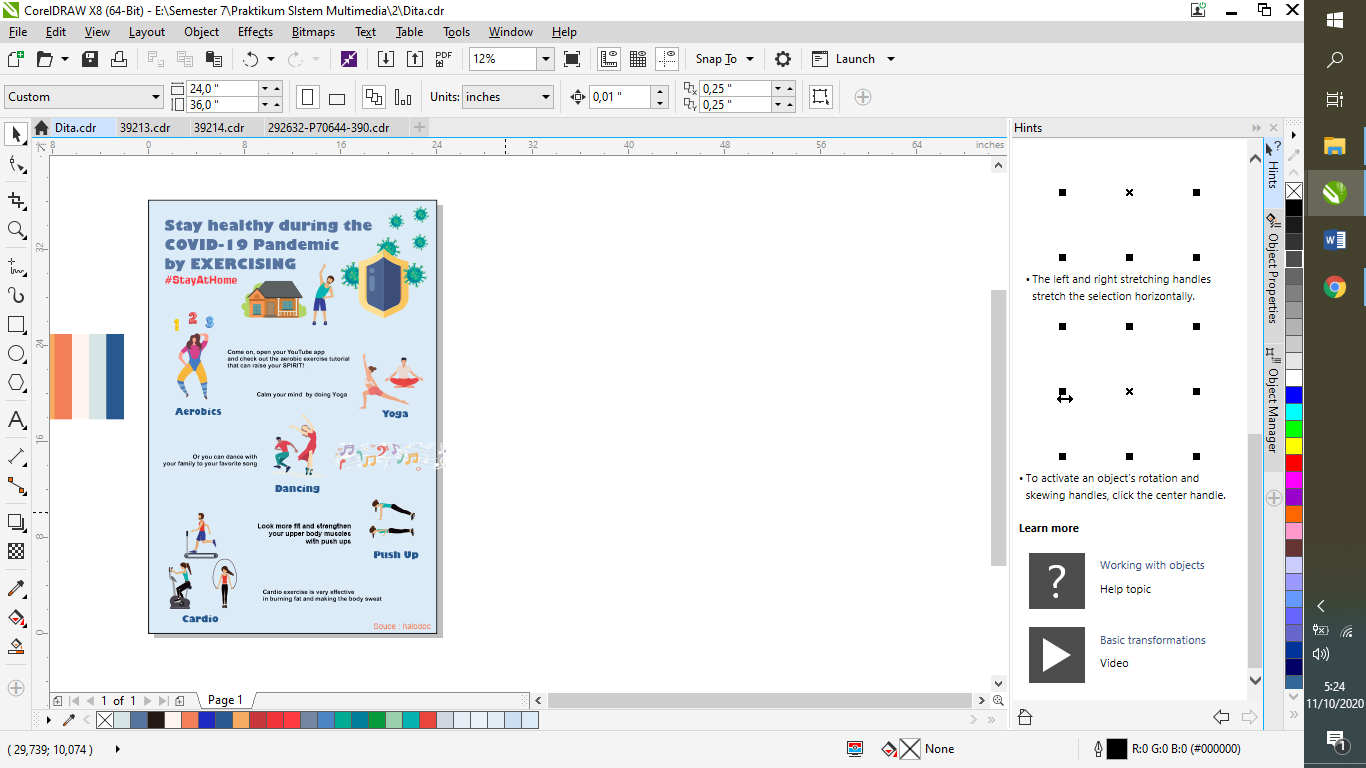 CorelDRAW X8 (64-Bit) - E:\Semester 7\Praktikum SIstem Multimedia\2\Dita.cdr
File Edit View Layout Object Effects Bitmaps Text Table Tools Window Help
PDF 12% Snap To Launch
Custom 24,0 " 36,0 " Units: inches 0,01 " 0,25 " 0,25 "
Dita.cdr 39213.cdr 39214.cdr 292632-P70644-390.cdr
8 0 8 16 24 32 40 48 56 64 inches
32
24
16
8
0
Stay healthy during the
COVID-19 Pandemic
by EXERCISING
#StayAtHome
1 2 3
Come on, open your YouTube app
and check out the aerobic exercise tutorial
that can raise your SPIRIT!
Aerobics
Calm your mind by doing Yoga
Yoga
Or you can dance with
your family to your favorite song
Dancing
Look more fit and strengthen
your upper body muscles
with push ups
Push Up
Cardio exercise is very effective
in burning fat and making the body sweat
Cardio
Souce : halodoc
Hints
• The left and right stretching handles
stretch the selection horizontally.
• To activate an object's rotation and
skewing handles, click the center handle.
Learn more
Working with objects
Help topic
Basic transformations
Video
Hints
Object Properties
Object Manager
1 of 1 Page 1
( 29,739; 10,074 )
None
R:0 G:0 B:0 (#000000)
5:24
11/10/2020
1